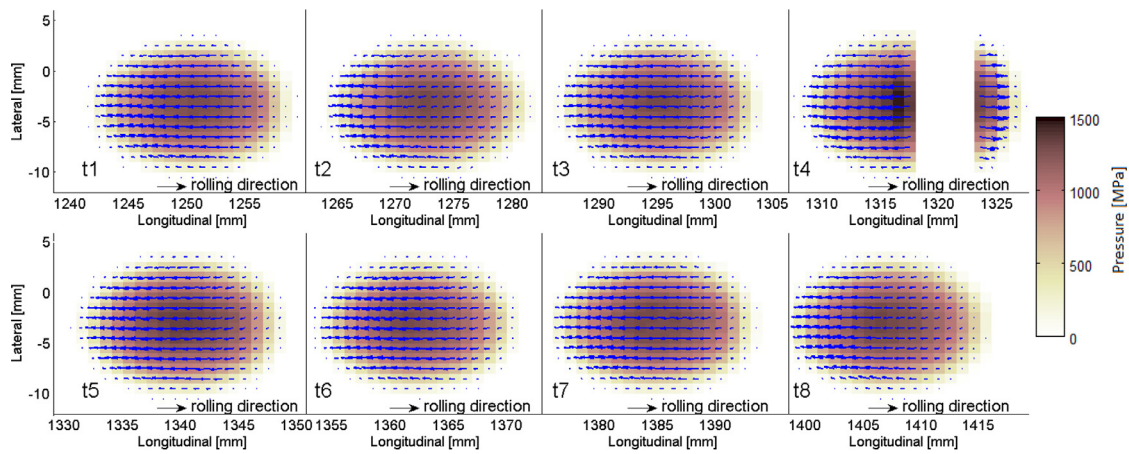 5
0
-5
-10
Lateral [mm]
t1
rolling direction
1240 1245 1250 1255
Longitudinal [mm]
t2
rolling direction
1265 1270 1275 1280
Longitudinal [mm]
t3
rolling direction
1290 1295 1300 1305
Longitudinal [mm]
t4
rolling direction
1310 1315 1320 1325
Longitudinal [mm]
1500
1000
500
0
Pressure [MPa]
5
0
-5
-10
Lateral [mm]
t5
rolling direction
1330 1335 1340 1345 1350
Longitudinal [mm]
t6
rolling direction
1355 1360 1365 1370
Longitudinal [mm]
t7
rolling direction
1380 1385 1390
Longitudinal [mm]
t8
rolling direction
1400 1405 1410 1415
Longitudinal [mm]